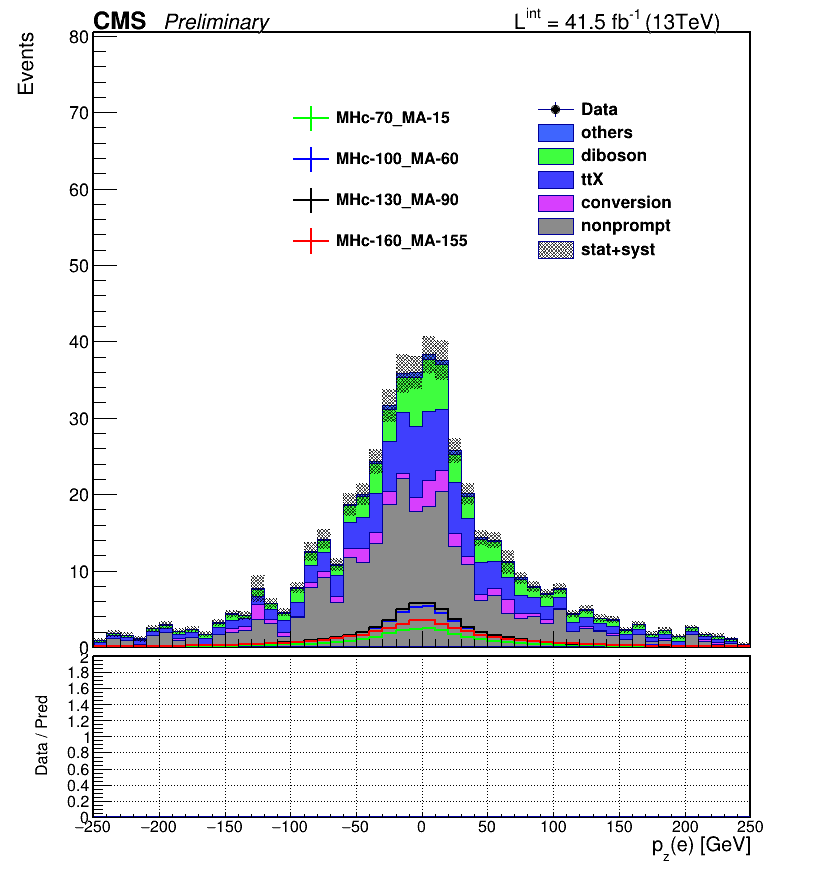 CMS Preliminary L^int = 41.5 fb^-1 (13TeV)
Events
80
70
60
50
40
30
20
10
0
MHc-70_MA-15
MHc-100_MA-60
MHc-130_MA-90
MHc-160_MA-155
Data
others
diboson
ttX
conversion
nonprompt
stat+syst
Data / Pred
2
1.8
1.6
1.4
1.2
1
0.8
0.6
0.4
0.2
0
−250 −200 −150 −100 −50 0 50 100 150 200 250
p_z(e) [GeV]